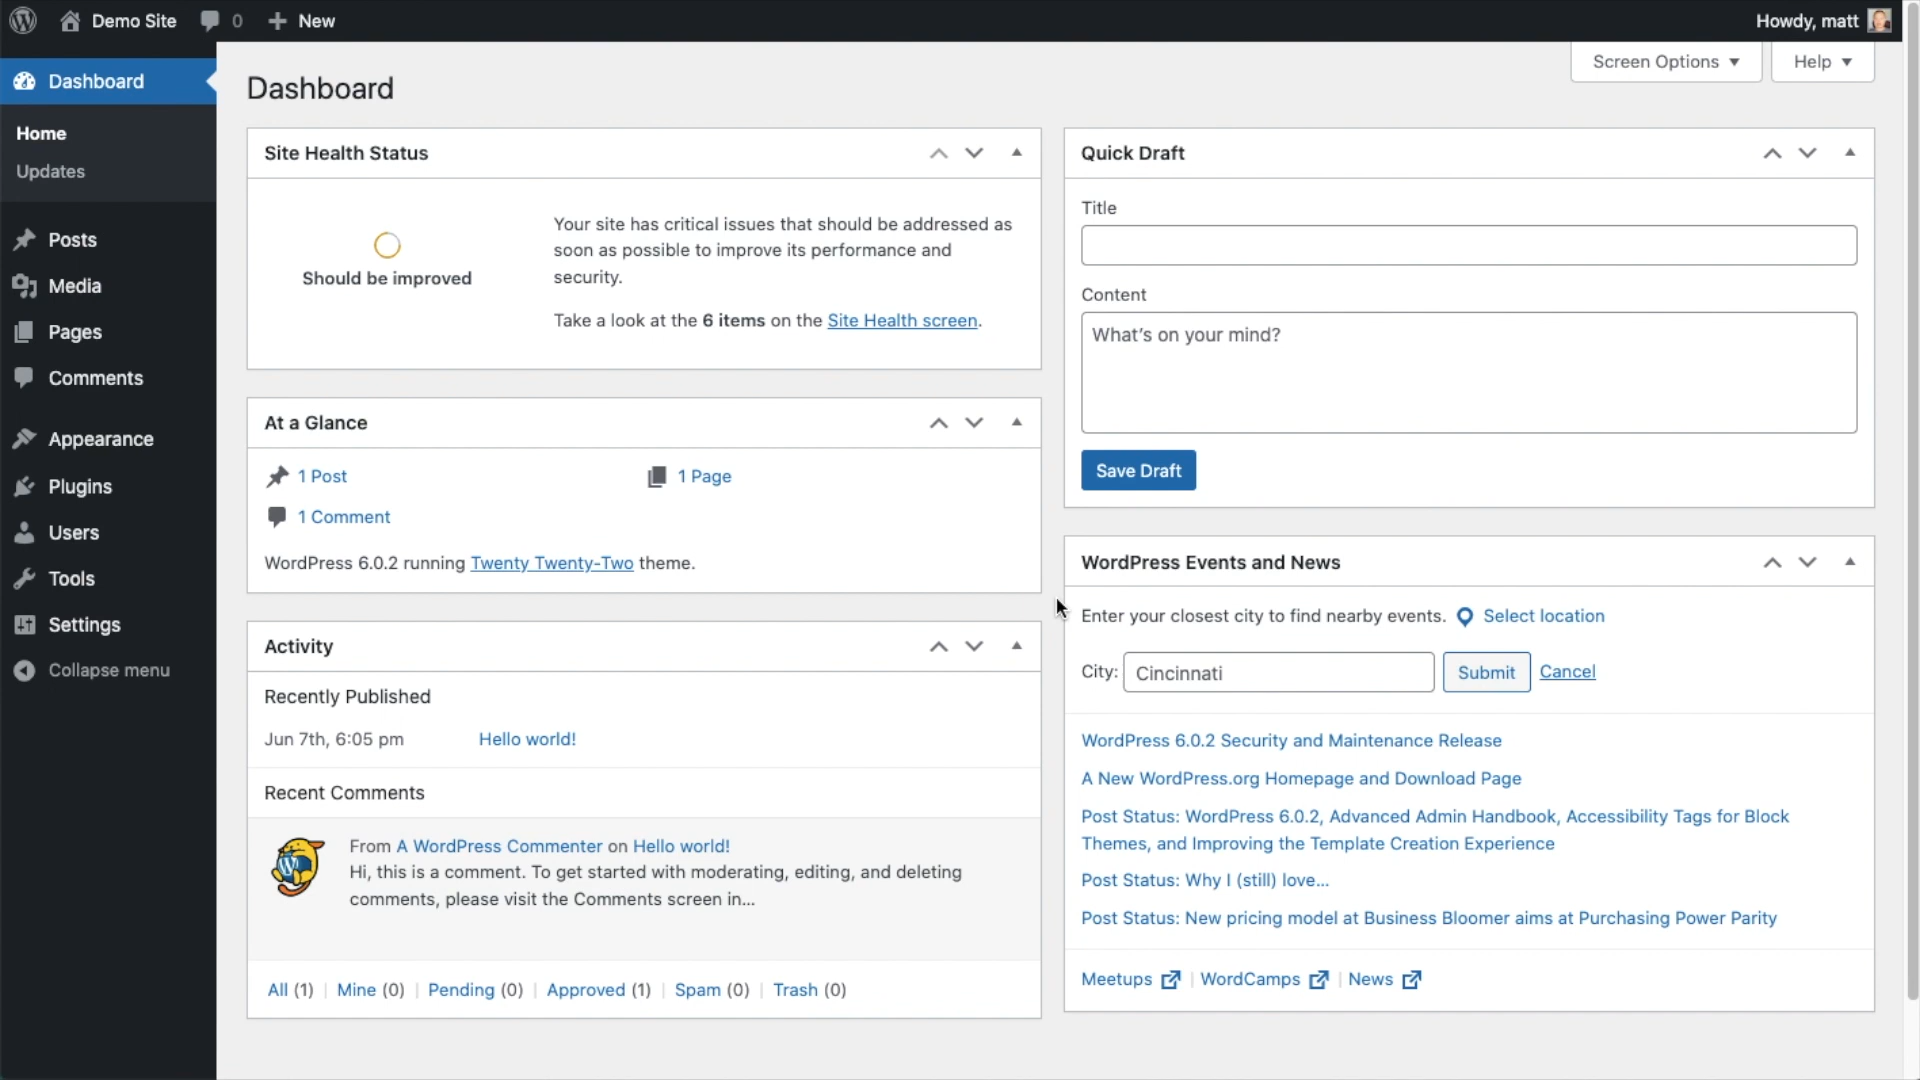 Demo Site
0
New
Howdy, matt
Dashboard
Home
Updates
Posts
Media
Pages
Comments
Appearance
Plugins
Users
Tools
Settings
Collapse menu
Screen Options ▼
Help ▼
Dashboard
Site Health Status
Should be improved
Your site has critical issues that should be addressed as
soon as possible to improve its performance and
security.
Take a look at the 6 items on the Site Health screen.
At a Glance
1 Post
1 Page
1 Comment
WordPress 6.0.2 running Twenty Twenty-Two theme.
Activity
Recently Published
Jun 7th, 6:05 pm
Hello world!
Recent Comments
From A WordPress Commenter on Hello world!
Hi, this is a comment. To get started with moderating, editing, and deleting
comments, please visit the Comments screen in…
All (1) | Mine (0) | Pending (0) | Approved (1) | Spam (0) | Trash (0)
Quick Draft
Title
Content
What’s on your mind?
Save Draft
WordPress Events and News
Enter your closest city to find nearby events. Select location
City: Cincinnati Submit Cancel
WordPress 6.0.2 Security and Maintenance Release
A New WordPress.org Homepage and Download Page
Post Status: WordPress 6.0.2, Advanced Admin Handbook, Accessibility Tags for Block
Themes, and Improving the Template Creation Experience
Post Status: Why I (still) love…
Post Status: New pricing model at Business Bloomer aims at Purchasing Power Parity
Meetups | WordCamps | News